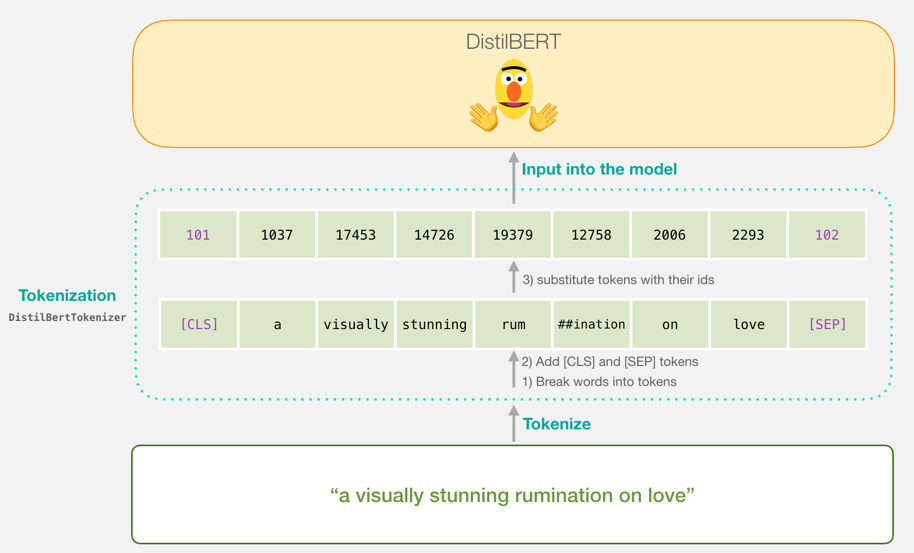 DistilBERT
Input into the model
101 1037 17453 14726 19379 12758 2006 2293 102
3) substitute tokens with their ids
Tokenization
DistilBertTokenizer
[CLS] a visually stunning rum ##ination on love [SEP]
2) Add [CLS] and [SEP] tokens
1) Break words into tokens
Tokenize
“a visually stunning rumination on love”